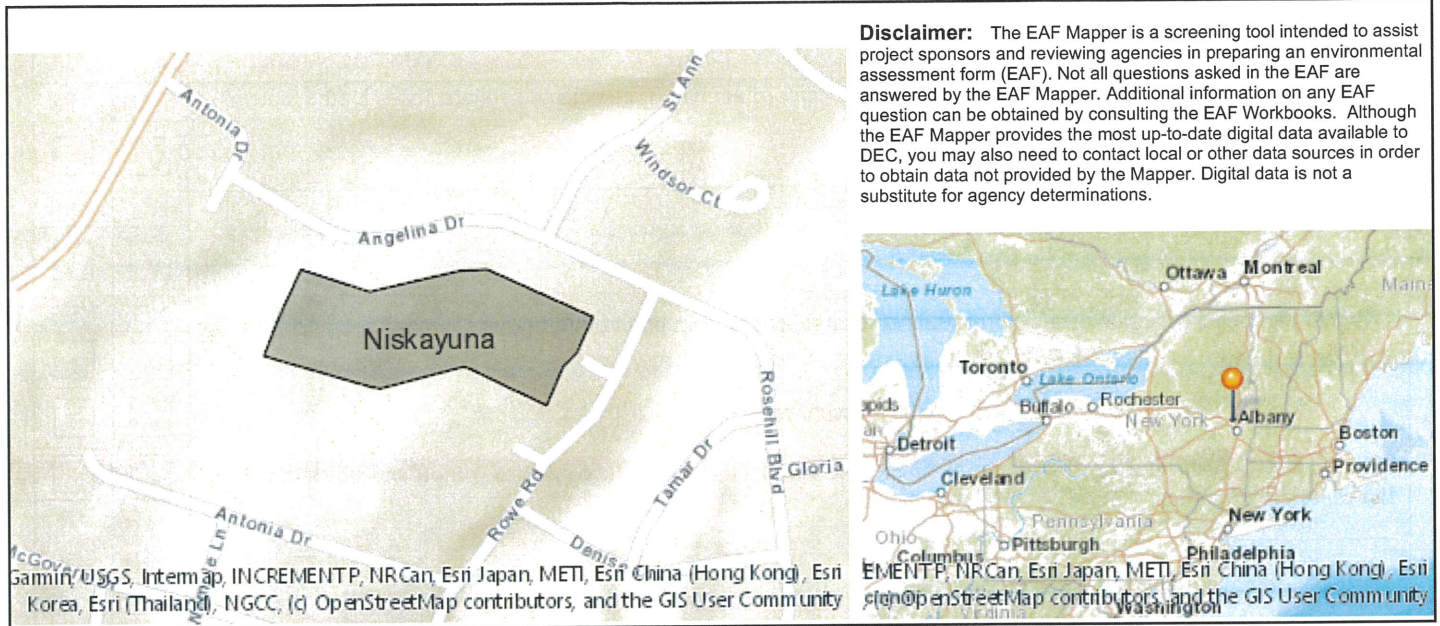 Disclaimer: The EAF Mapper is a screening tool intended to assist
project sponsors and reviewing agencies in preparing an environmental
assessment form (EAF). Not all questions asked in the EAF are
answered by the EAF Mapper. Additional information on any EAF
question can be obtained by consulting the EAF Workbooks. Although
the EAF Mapper provides the most up-to-date digital data available to
DEC, you may also need to contact local or other data sources in order
to obtain data not provided by the Mapper. Digital data is not a
substitute for agency determinations.
Antonia Dr
St Ann
Windsor Ct
Angelina Dr
Niskayuna
Rosehill Blvd
Tamar Dr
Gloria
Rowe Rd
Antonia Dr
Denise
Garmin, USGS, Intermap, INCREMENT P, NRCan, Esri Japan, METI, Esri China (Hong Kong), Esri
Korea, Esri (Thailand), NGCC, (c) OpenStreetMap contributors, and the GIS User Community
Ottawa
Montreal
Lake Huron
Toronto
Lake Ontario
Buffalo
Rochester
New York
Albany
Detroit
Boston
Providence
Cleveland
New York
Pennsylvania
Ohio
Pittsburgh
Columbus
Philadelphia
EMENT P, NRCan, Esri Japan, METI, Esri China (Hong Kong), Esri
OpenStreetMap contributors, and the GIS User Community
Washington
Virginia